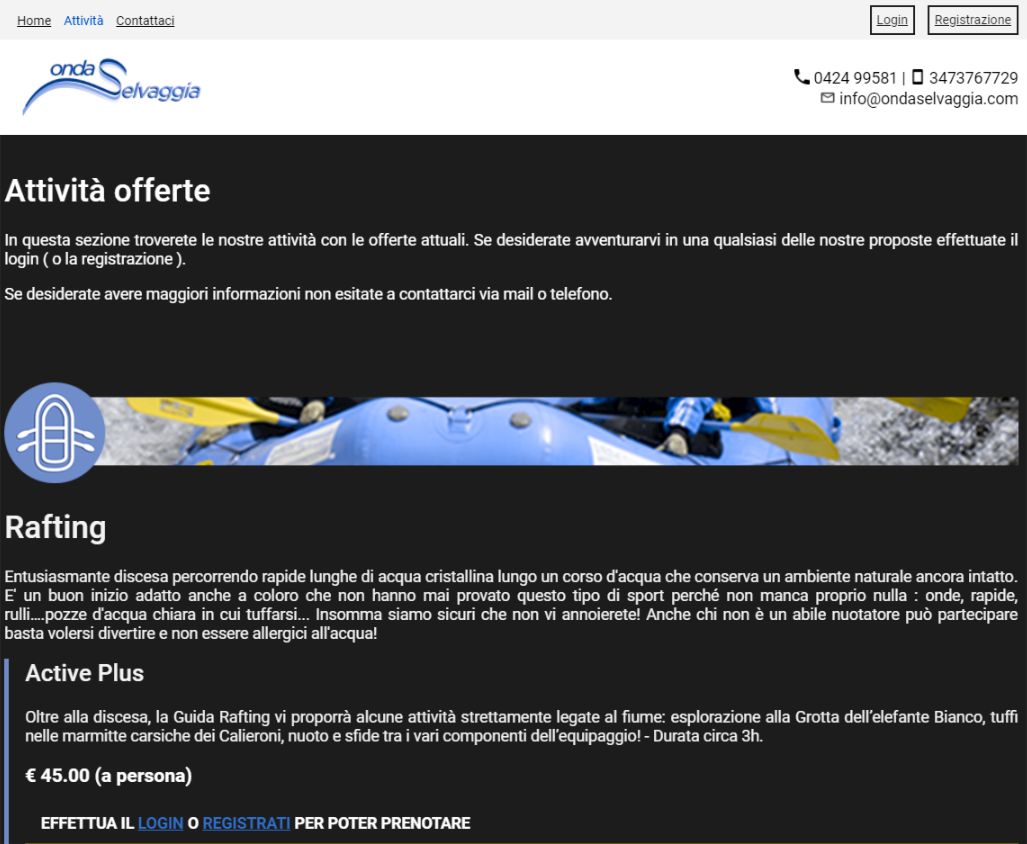 Home Attività Contattaci Login Registrazione
onda Selvaggia
0424 99581 | 3473767729
info@ondaselvaggia.com
Attività offerte
In questa sezione troverete le nostre attività con le offerte attuali. Se desiderate avventurarvi in una qualsiasi delle nostre proposte effettuate il
login ( o la registrazione ).
Se desiderate avere maggiori informazioni non esitate a contattarci via mail o telefono.
Rafting
Entusiasmante discesa percorrendo rapide lunghe di acqua cristallina lungo un corso d'acqua che conserva un ambiente naturale ancora intatto.
E' un buon inizio adatto anche a coloro che non hanno mai provato questo tipo di sport perché non manca proprio nulla : onde, rapide,
rulli....pozze d'acqua chiara in cui tuffarsi... Insomma siamo sicuri che non vi annoierete! Anche chi non è un abile nuotatore può partecipare
basta volersi divertire e non essere allergici all'acqua!
Active Plus
Oltre alla discesa, la Guida Rafting vi proporrà alcune attività strettamente legate al fiume: esplorazione alla Grotta dell’elefante Bianco, tuffi
nelle marmitte carsiche dei Calieroni, nuoto e sfide tra i vari componenti dell’equipaggio! - Durata circa 3h.
€ 45.00 (a persona)
EFFETTUA IL LOGIN O REGISTRATI PER POTER PRENOTARE